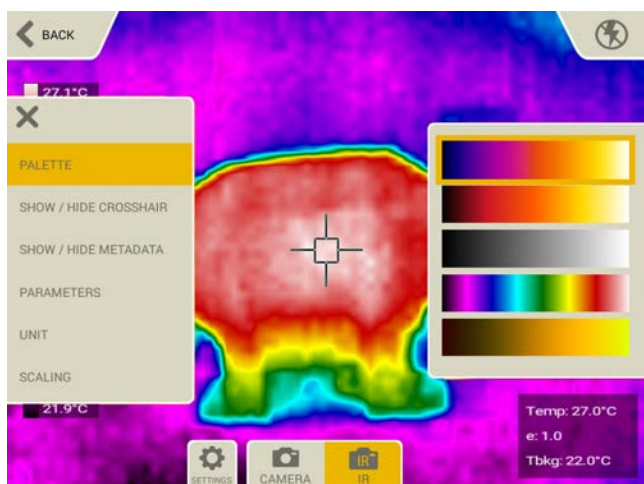 BACK
27.1°C
PALETTE
SHOW / HIDE CROSSHAIR
SHOW / HIDE METADATA
PARAMETERS
UNIT
SCALING
21.9°C
Temp: 27.0°C
e: 1.0
Tbkg: 22.0°C
SETTINGS
CAMERA
IR
IR